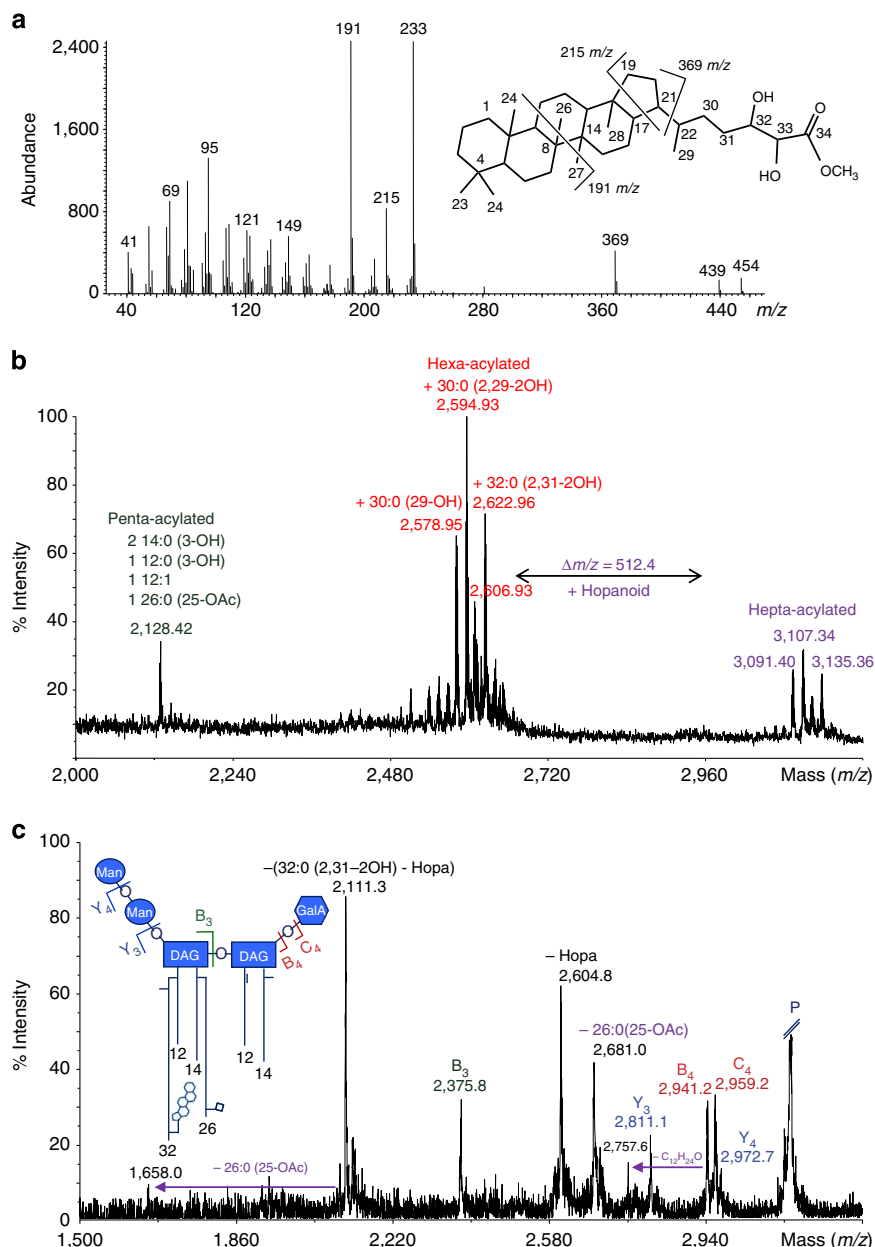 a
Abundance
2,400
1,600
800
0
41
69
95
121
149
191
215
233
369
439
454
40
120
200
280
360
440
m/z
215 m/z
369 m/z
191 m/z
1
4
23
24
24
8
26
27
14
28
19
17
21
22
29
30
31
OH
32
HO
33
O
34
OCH3
b
% Intensity
100
80
60
40
20
Penta-acylated
2 14:0 (3-OH)
1 12:0 (3-OH)
1 12:1
1 26:0 (25-OAc)
2,128.42
Hexa-acylated
+ 30:0 (2,29-2OH)
2,594.93
+ 30:0 (29-OH)
2,578.95
+ 32:0 (2,31-2OH)
2,622.96
2,606.93
Δm/z = 512.4
+ Hopanoid
Hepta-acylated
3,107.34
3,091.40
3,135.36
2,000
2,240
2,480
2,720
2,960
Mass (m/z)
c
% Intensity
100
80
60
40
20
0
Man
Y4
Man
Y3
B3
DAG
DAG
B4
C4
GalA
12
14
12
14
32
26
1,658.0
– 26:0 (25-OAc)
–(32:0 (2,31–2OH) - Hopa)
2,111.3
B3
2,375.8
– Hopa
2,604.8
– 26:0(25-OAc)
2,681.0
2,757.6
– C12H24O
Y3
2,811.1
B4
2,941.2
C4
2,959.2
Y4
2,972.7
P
1,500
1,860
2,220
2,580
2,940
Mass (m/z)